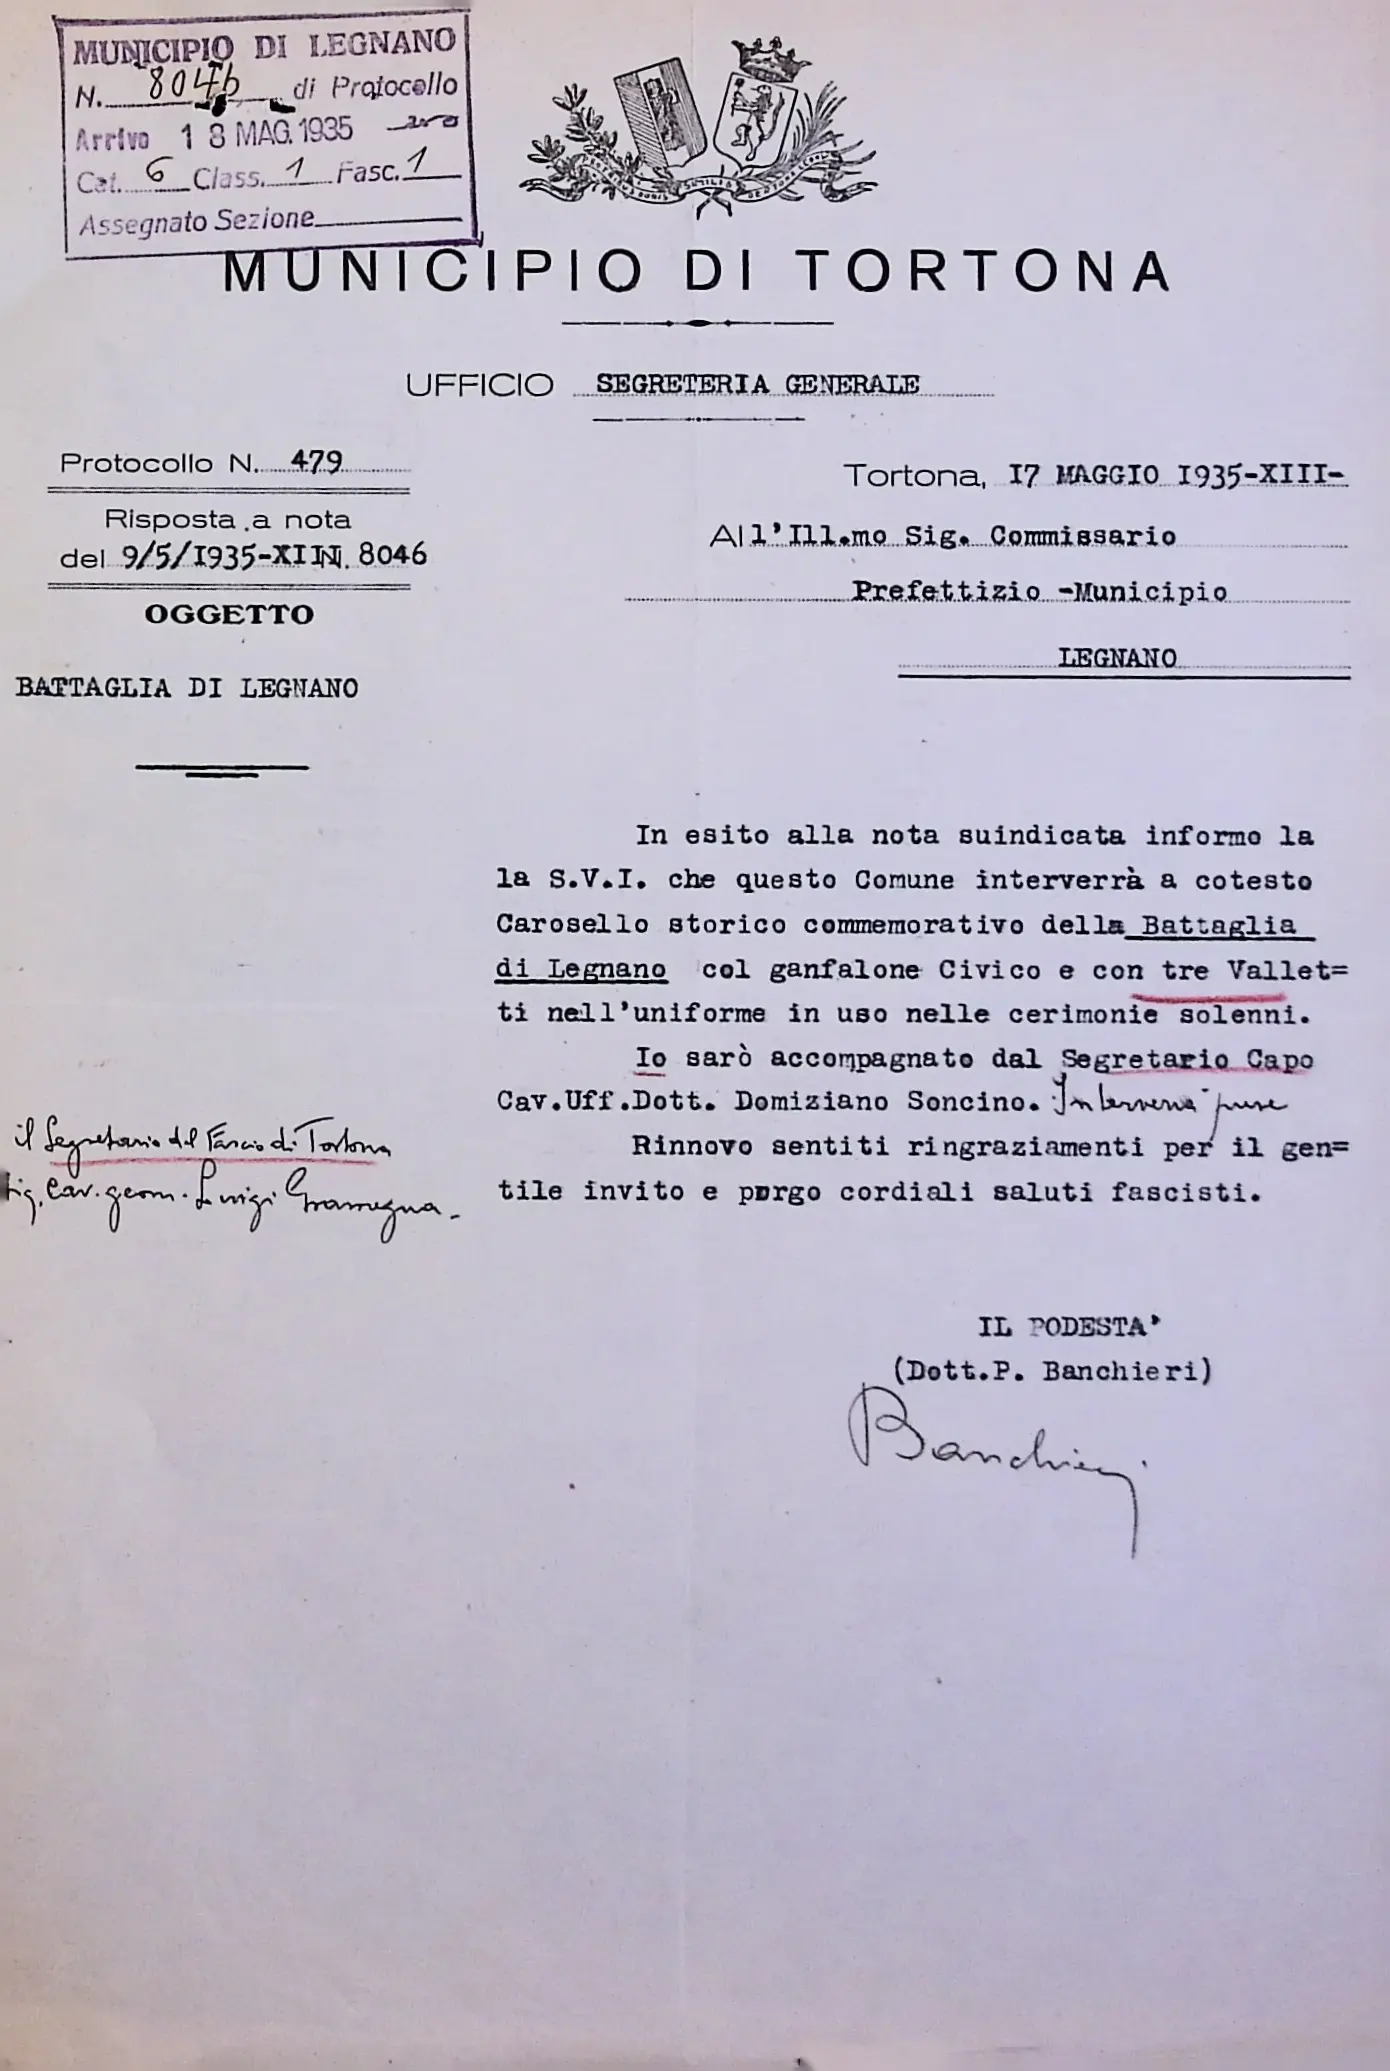 MUNICIPIO DI LEGNANO
N. 8046 di Protocollo
Arrivo 18 MAG. 1935
Cat. 6 Class. 1 Fasc. 1
Assegnato Sezione
MUNICIPIO DI TORTONA
UFFICIO SEGRETERIA GENERALE
Protocollo N. 479
Risposta a nota
del 9/5/1935-XIII N. 8046
OGGETTO
BATTAGLIA DI LEGNANO
Tortona, 17 MAGGIO 1935-XIII-
All'Ill.mo Sig. Commissario
Prefettizio -Municipio
LEGNANO
In esito alla nota suindicata informo la
la S.V.I. che questo Comune interverrà a cotesto
Carosello storico commemorativo della Battaglia
di Legnano col ganfalone Civico e con tre Vallet=
ti nell'uniforme in uso nelle cerimonie solenni.
Io sarò accompagnato dal Segretario Capo
Cav.Uff.Dott. Domiziano Soncino. Interverrà pure
il Segretario del Fascio di Tortona
Sig. Cav. geom. Luigi Gramegna.-
Rinnovo sentiti ringraziamenti per il gen=
tile invito e porgo cordiali saluti fascisti.
IL PODESTA'
(Dott.P. Banchieri)
Banchieri